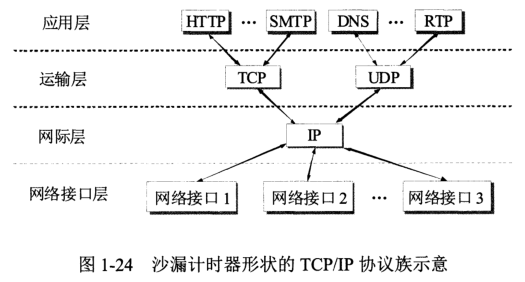 应用层 HTTP … SMTP DNS … RTP
运输层 TCP UDP
网际层 IP
网络接口层 网络接口 1 网络接口 2 … 网络接口 3
图 1-24 沙漏计时器形状的 TCP/IP 协议族示意